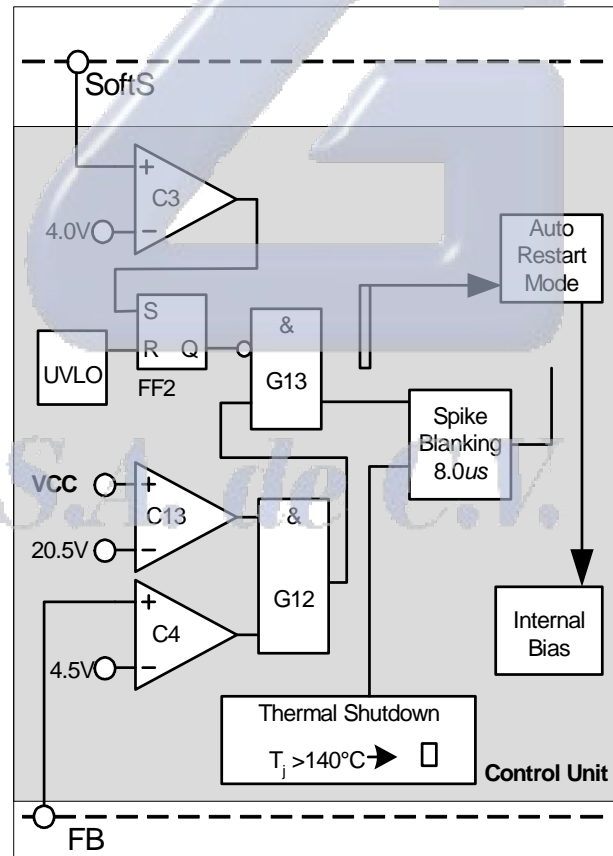 SoftS
+
C3
4.0V
−
Auto
Restart
Mode
S
R Q
FF2
UVLO
&
G13
Spike
Blanking
8.0us
S.A. de C.V.
VCC
+
C13
20.5V
−
&
G12
+
C4
4.5V
−
Internal
Bias
Thermal Shutdown
Tj >140°C
Control Unit
FB